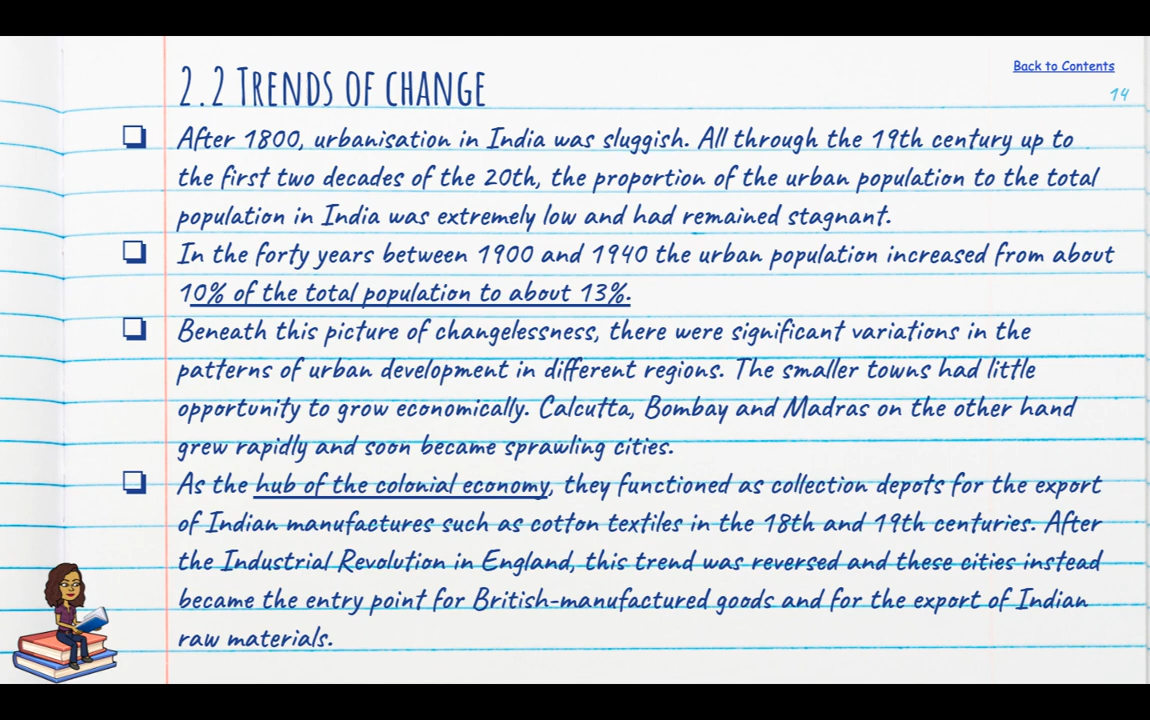 2.2 Trends of change
Back to Contents
14
❏ After 1800, urbanisation in India was sluggish. All through the 19th century up to
the first two decades of the 20th, the proportion of the urban population to the total
population in India was extremely low and had remained stagnant.
❏ In the forty years between 1900 and 1940 the urban population increased from about
10% of the total population to about 13%.
❏ Beneath this picture of changelessness, there were significant variations in the
patterns of urban development in different regions. The smaller towns had little
opportunity to grow economically. Calcutta, Bombay and Madras on the other hand
grew rapidly and soon became sprawling cities.
❏ As the hub of the colonial economy, they functioned as collection depots for the export
of Indian manufactures such as cotton textiles in the 18th and 19th centuries. After
the Industrial Revolution in England, this trend was reversed and these cities instead
became the entry point for British-manufactured goods and for the export of Indian
raw materials.